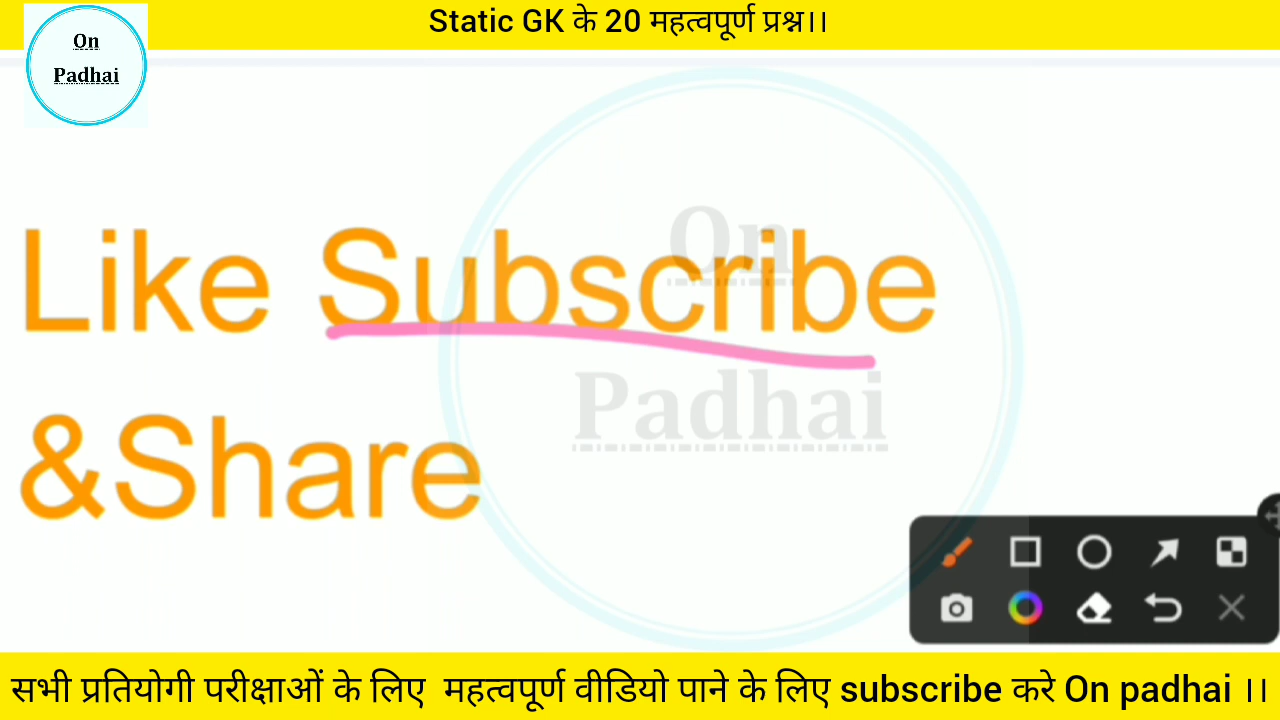 Static GK के 20 महत्वपूर्ण प्रश्न।।
On
Padhai
Like Subscribe
&Share
On
Padhai
सभी प्रतियोगी परीक्षाओं के लिए महत्वपूर्ण वीडियो पाने के लिए subscribe करे On padhai ।।